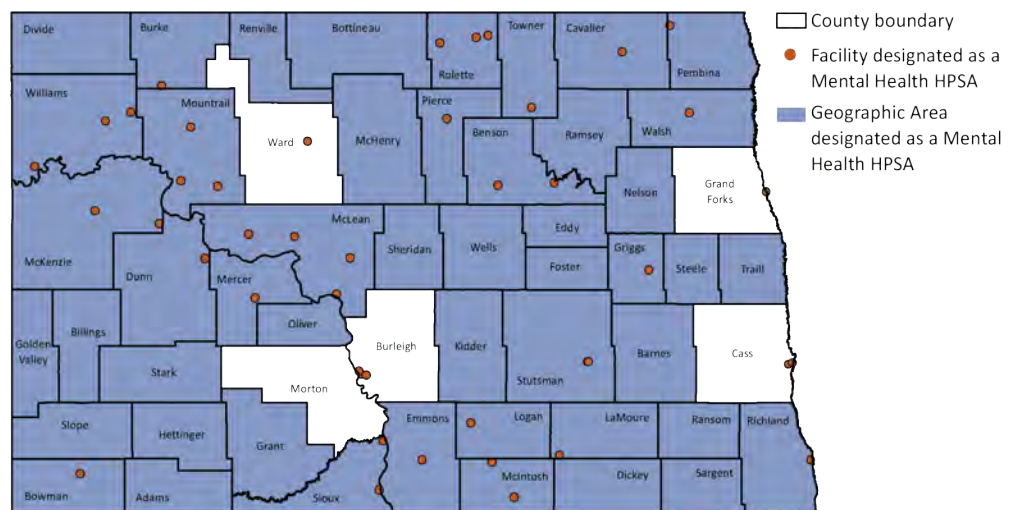 Divide
Burke
Renville
Bottineau
Rolette
Towner
Cavalier
Pembina
Williams
Mountrail
Ward
McHenry
Pierce
Benson
Ramsey
Walsh
Nelson
Grand
Forks
McKenzie
Dunn
McLean
Mercer
Sheridan
Wells
Eddy
Foster
Griggs
Steele
Traill
Golden
Valley
Billings
Stark
Oliver
Burleigh
Morton
Kidder
Stutsman
Barnes
Cass
Slope
Hettinger
Grant
Emmons
Logan
LaMoure
Ransom
Richland
Bowman
Adams
Sioux
McIntosh
Dickey
Sargent
County boundary
Facility designated as a
Mental Health HPSA
Geographic Area
designated as a Mental
Health HPSA